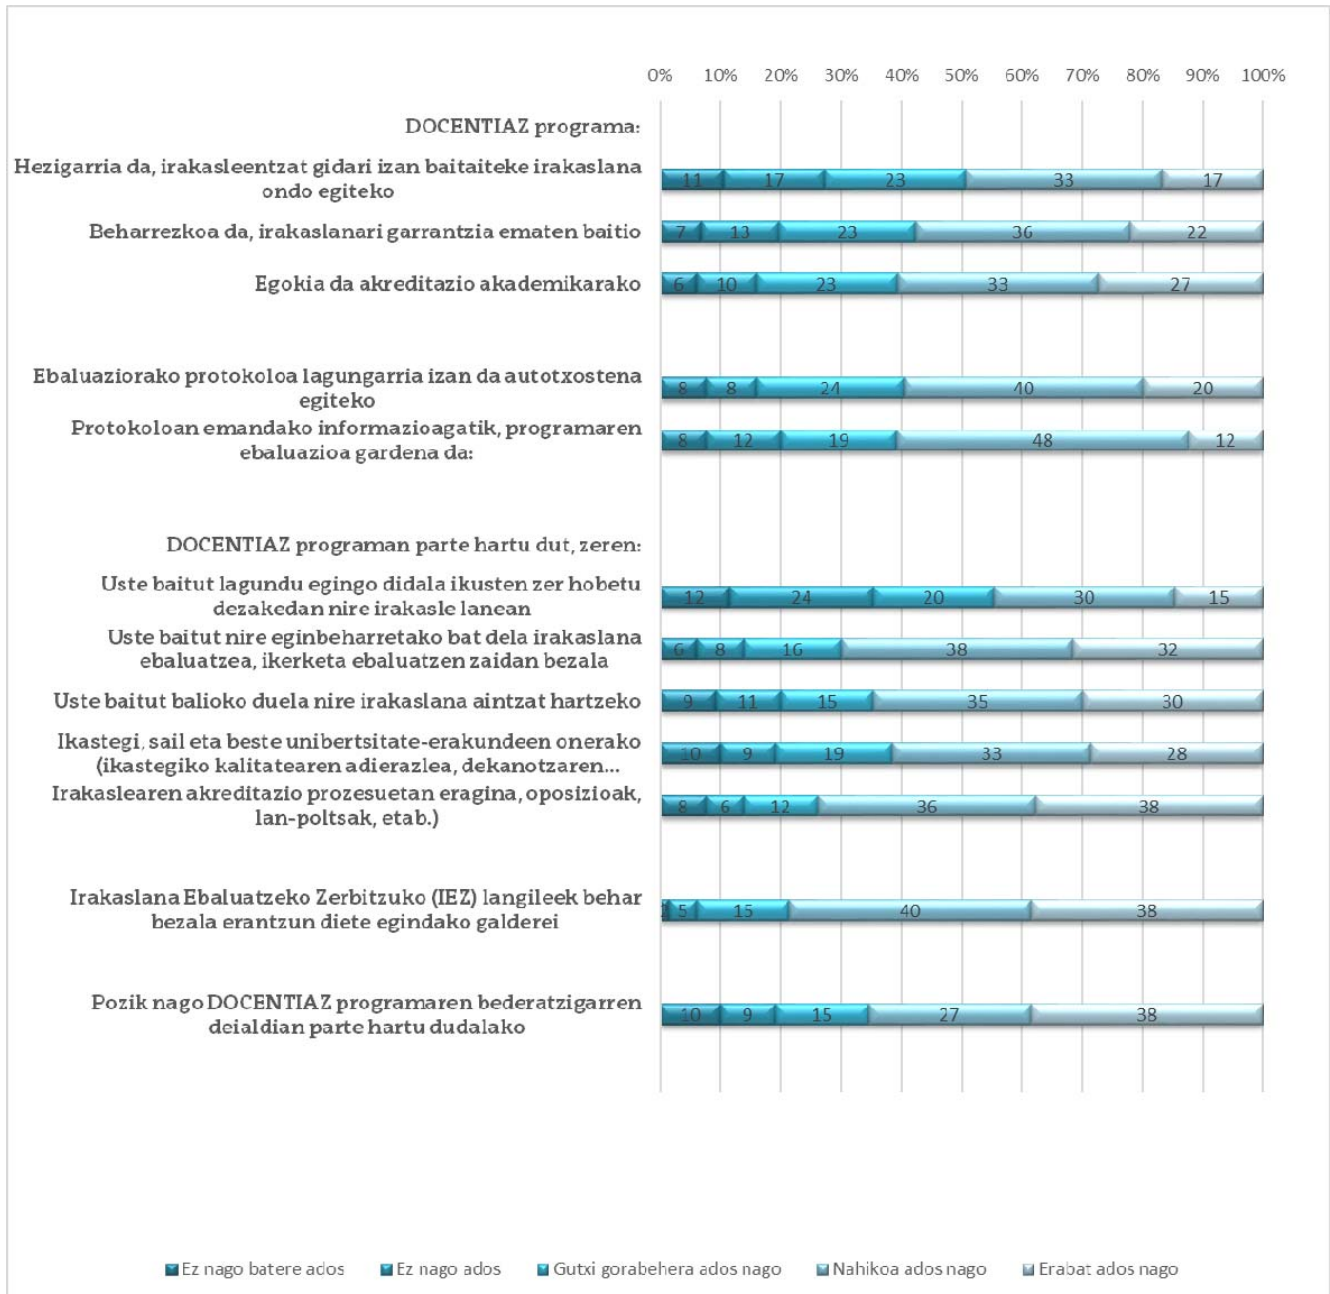 0% 10% 20% 30% 40% 50% 60% 70% 80% 90% 100%
DOCENTIAZ programa:
Hezigarria da, irakasleentzat gidari izan baitaiteke irakaslana
ondo egiteko
11 17 23 33 17
Beharrezkoa da, irakaslanari garrantzia ematen baitio
7 13 23 36 22
Egokia da akreditazio akademikarako
6 10 23 33 27
Ebaluaziorako protokoloa lagungarria izan da autotxostena
egiteko
8 8 24 40 20
Protokoloan emandako informazioagatik, programaren
ebaluazioa gardena da:
8 12 19 48 12
DOCENTIAZ programan parte hartu dut, zeren:
Uste baitut lagundu egingo didala ikusten zer hobetu
dezakedan nire irakasle lanean
12 24 20 30 15
Uste baitut nire eginbeharretako bat dela irakaslana
ebaluatzea, ikerketa ebaluatzen zaidan bezala
6 8 16 38 32
Uste baitut balioko duela nire irakaslana aintzat hartzeko
9 11 15 35 30
Ikastegi, sail eta beste unibertsitate-erakundeen onerako
(ikastegiko kalitatearen adierazlea, dekanotzaren...
10 9 19 33 28
Irakaslearen akreditazio prozesuetan eragina, oposizioak,
lan-poltsak, etab.)
8 6 12 36 38
Irakaslana Ebaluatzeko Zerbitzuko (IEZ) langileek behar
bezala erantzun diete egindako galderei
5 15 40 38
Pozik nago DOCENTIAZ programaren bederatzigarren
deialdian parte hartu dudalako
10 9 15 27 38
Ez nago batere ados Ez nago ados Gutxi gorabehera ados nago Nahikoa ados nago Erabat ados nago